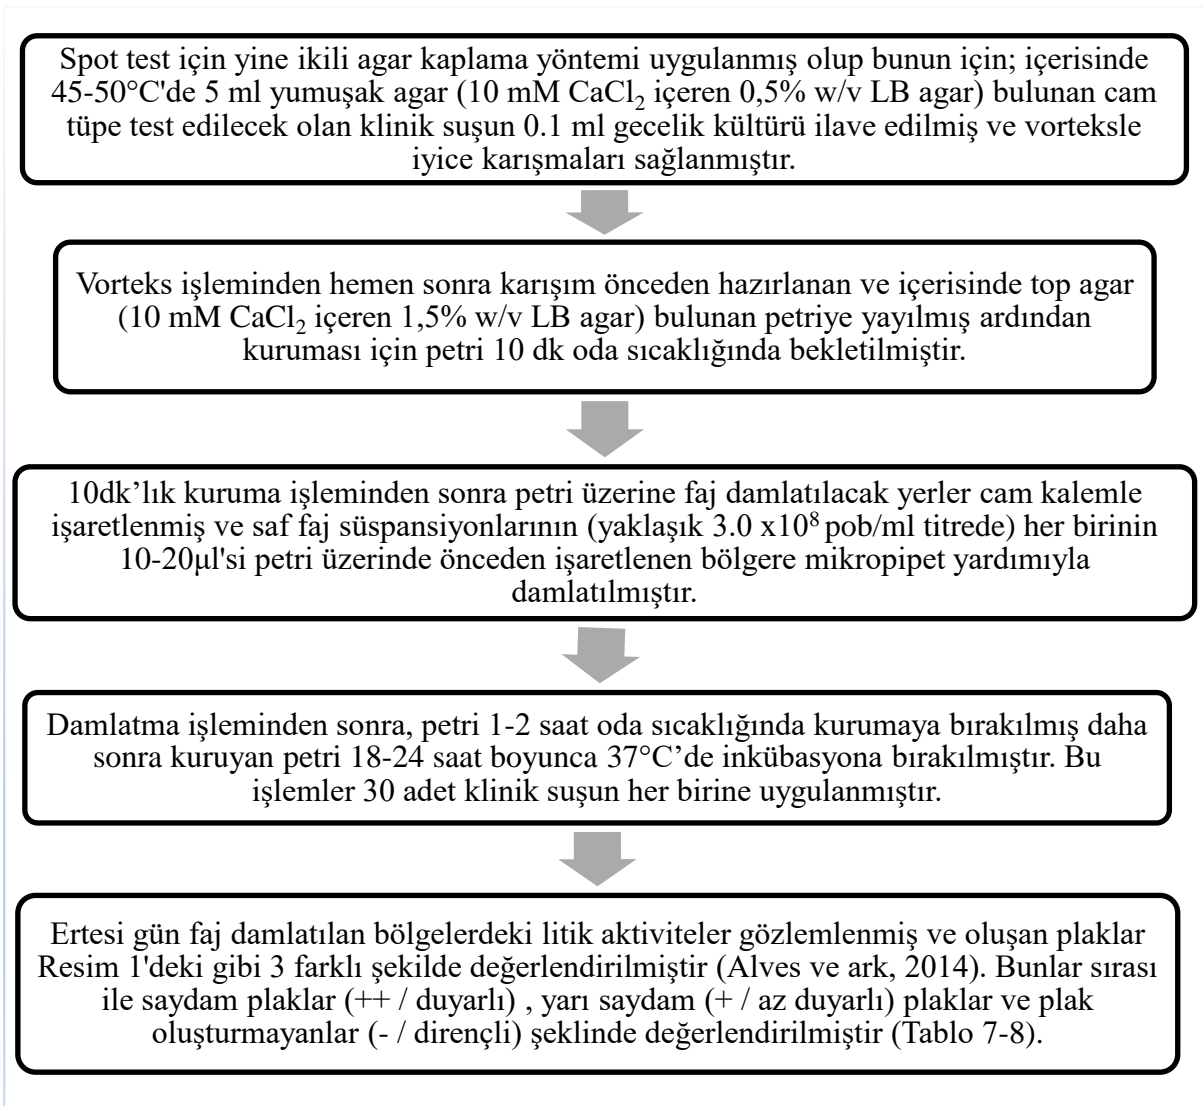 Spot test için yine ikili agar kaplama yöntemi uygulanmış olup bunun için; içerisinde
45-50°C'de 5 ml yumuşak agar (10 mM CaCl₂ içeren 0,5% w/v LB agar) bulunan cam
tüpe test edilecek olan klinik suşun 0.1 ml gecelik kültürü ilave edilmiş ve vorteksle
iyice karışmaları sağlanmıştır.
Vorteks işleminden hemen sonra karışım önceden hazırlanan ve içerisinde top agar
(10 mM CaCl₂ içeren 1,5% w/v LB agar) bulunan petriye yayılmış ardından
kuruması için petri 10 dk oda sıcaklığında bekletilmiştir.
10dk’lık kuruma işleminden sonra petri üzerine faj damlatılacak yerler cam kalemle
işaretlenmiş ve saf faj süspansiyonlarının (yaklaşık 3.0 x10⁸ pob/ml titrede) her birinin
10-20µl'si petri üzerinde önceden işaretlenen bölgere mikropipet yardımıyla
damlatılmıştır.
Damlatma işleminden sonra, petri 1-2 saat oda sıcaklığında kurumaya bırakılmış daha
sonra kuruyan petri 18-24 saat boyunca 37°C’de inkübasyona bırakılmıştır. Bu
işlemler 30 adet klinik suşun her birine uygulanmıştır.
Ertesi gün faj damlatılan bölgelerdeki litik aktiviteler gözlemlenmiş ve oluşan plaklar
Resim 1'deki gibi 3 farklı şekilde değerlendirilmiştir (Alves ve ark, 2014). Bunlar sırası
ile saydam plaklar (++ / duyarlı) , yarı saydam (+ / az duyarlı) plaklar ve plak
oluşturmayanlar (- / dirençli) şeklinde değerlendirilmiştir (Tablo 7-8).